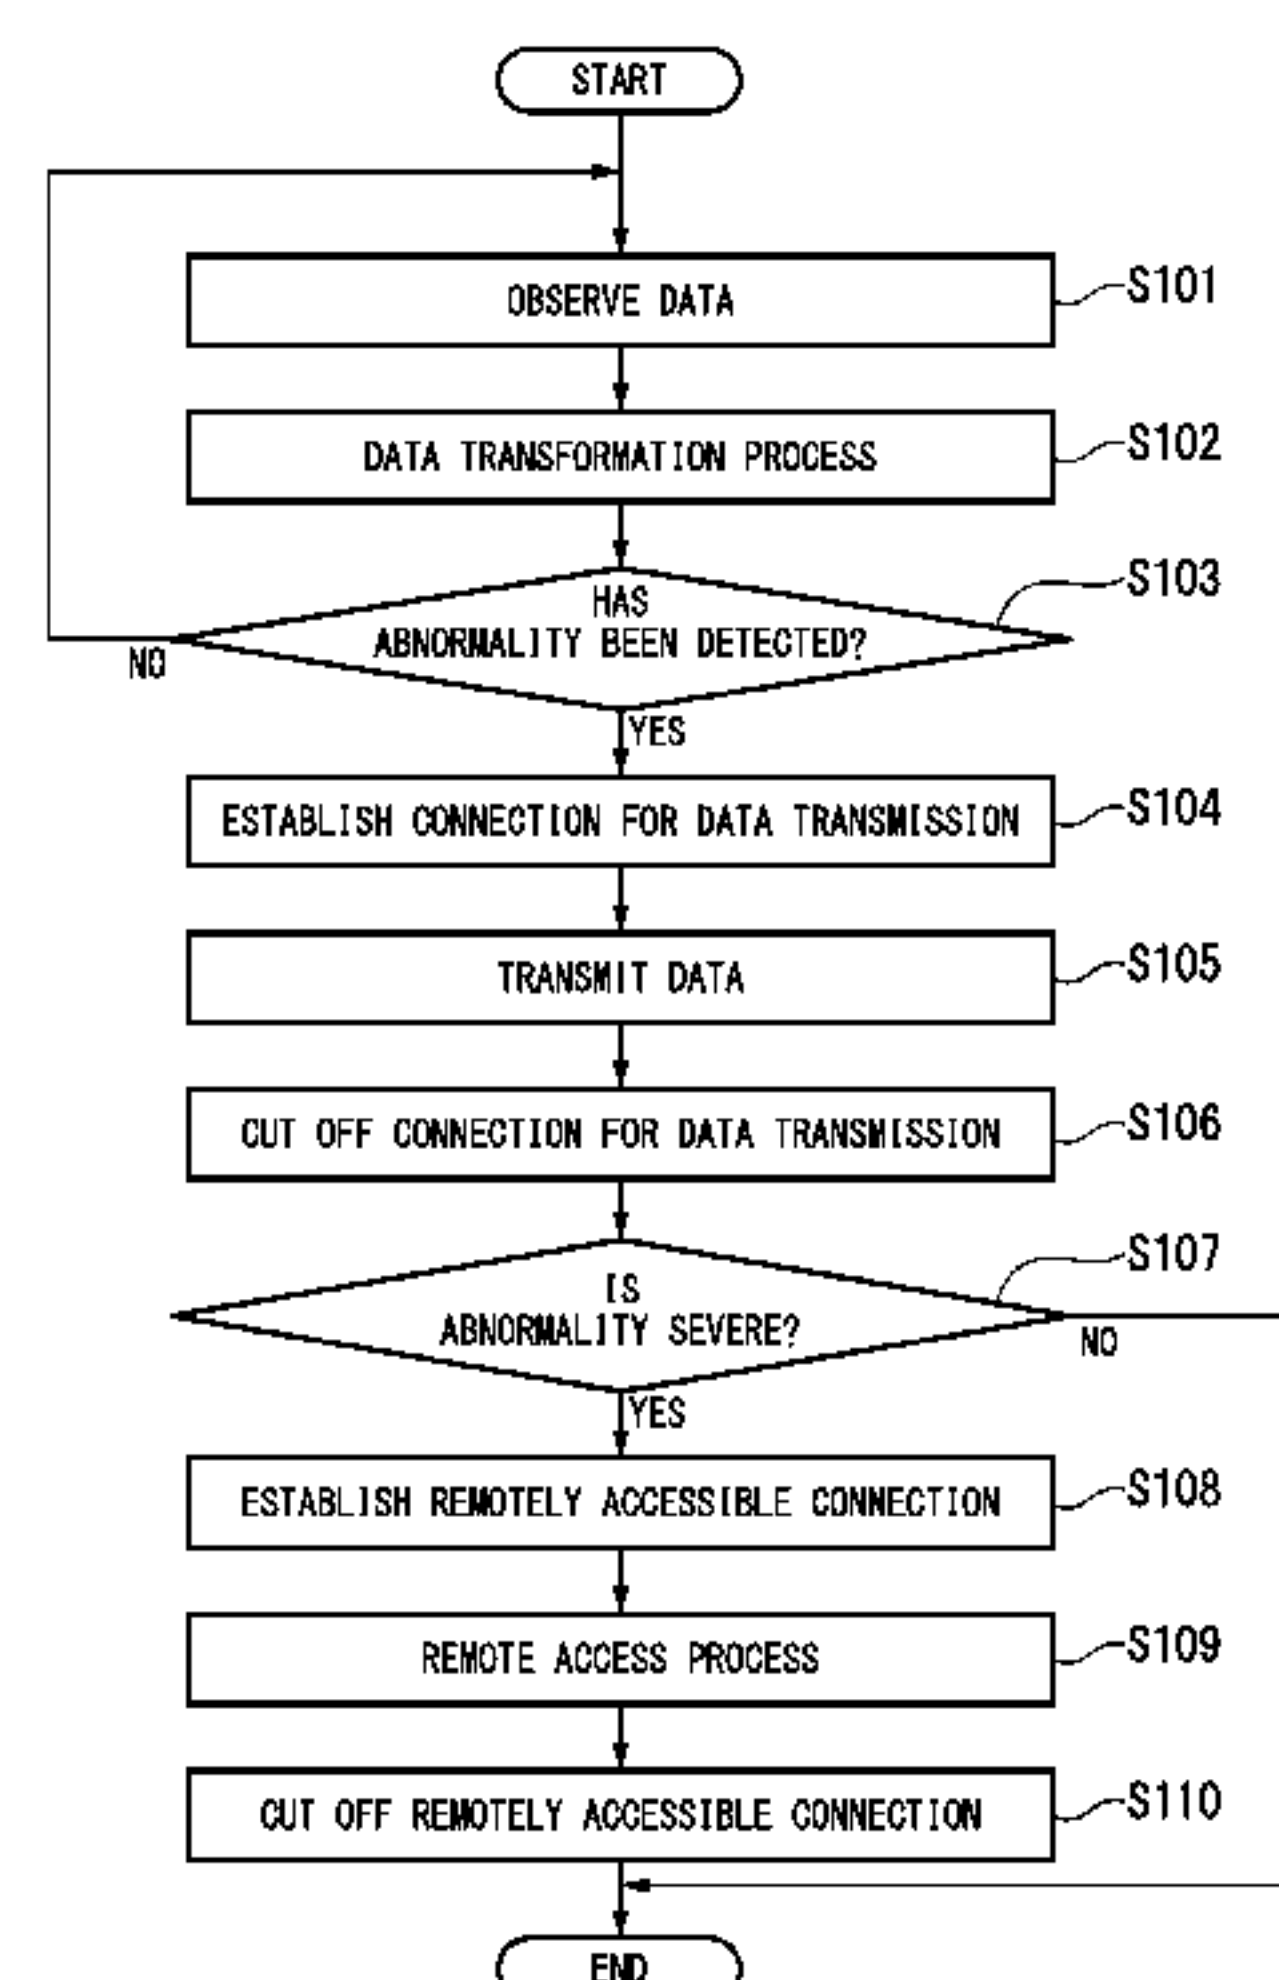 START
OBSERVE DATA
S101
DATA TRANSFORMATION PROCESS
S102
S103
HAS
ABNORMALITY BEEN DETECTED?
NO
YES
ESTABLISH CONNECTION FOR DATA TRANSMISSION
S104
TRANSMIT DATA
S105
CUT OFF CONNECTION FOR DATA TRANSMISSION
S106
S107
IS
ABNORMALITY SEVERE?
NO
YES
ESTABLISH REMOTELY ACCESSIBLE CONNECTION
S108
REMOTE ACCESS PROCESS
S109
CUT OFF REMOTELY ACCESSIBLE CONNECTION
S110
END